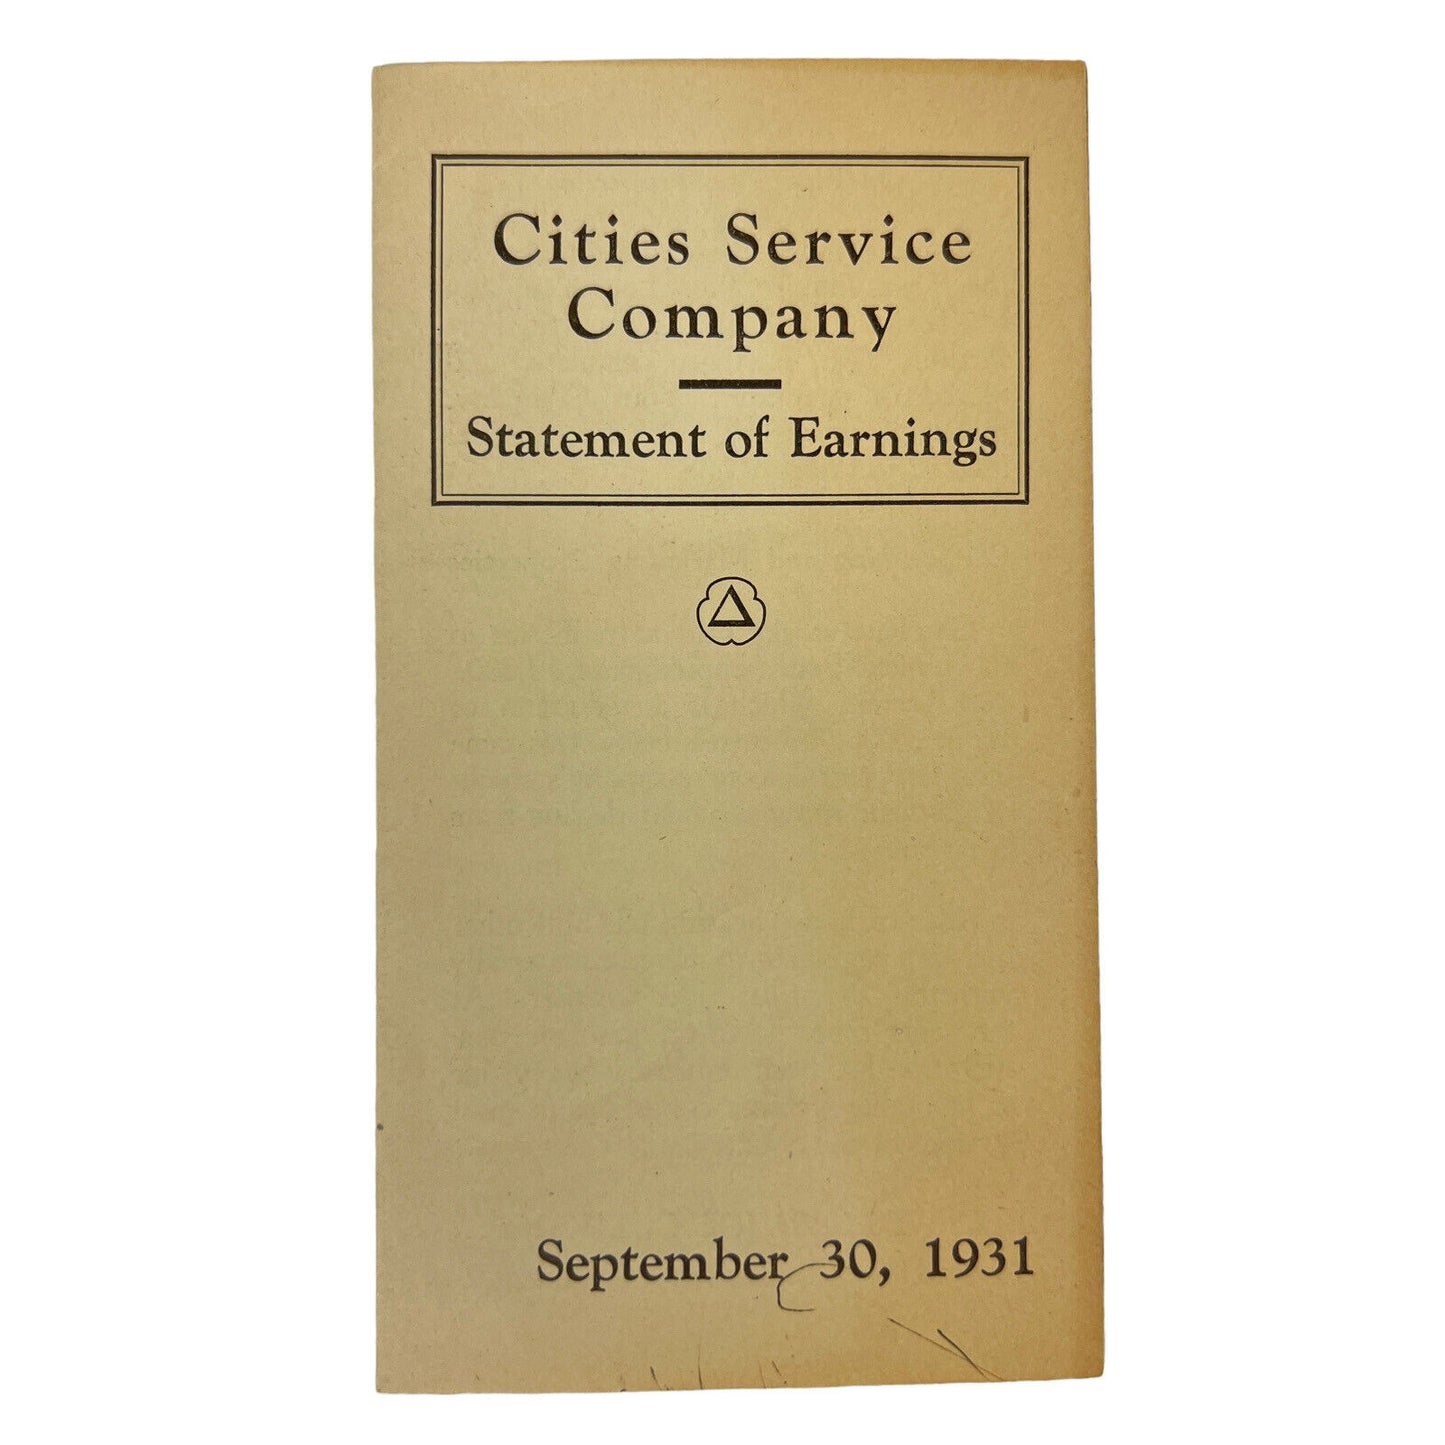 Cities Service
Company
Statement of Earnings
September 30, 1931